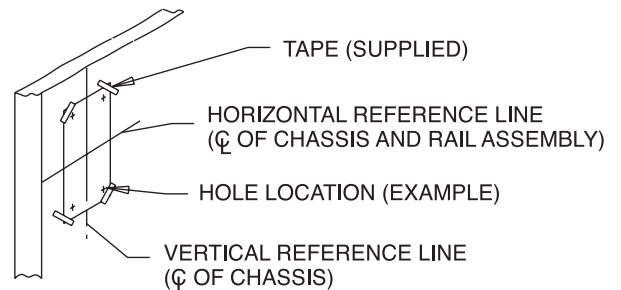 TAPE (SUPPLIED)
HORIZONTAL REFERENCE LINE
(℄ OF CHASSIS AND RAIL ASSEMBLY)
HOLE LOCATION (EXAMPLE)
VERTICAL REFERENCE LINE
(℄ OF CHASSIS)